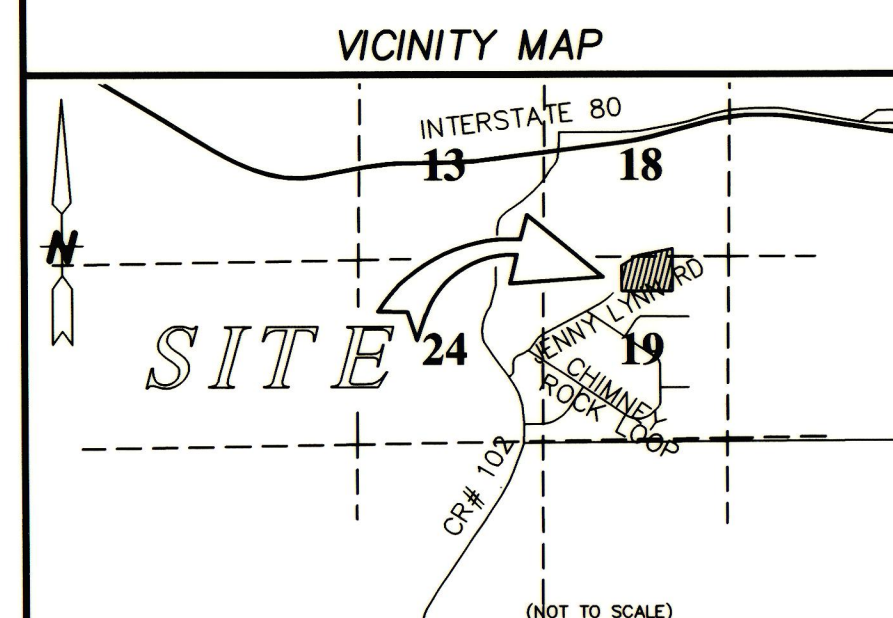 VICINITY MAP
INTERSTATE 80
13
18
N
JENNY LYNN RD
SITE
24
19
CHIMNEY
ROCK
LOOP
CR# 102
(NOT TO SCALE)